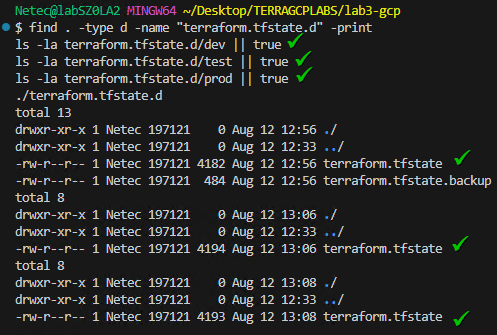 Netec@labSZ0LA2 MINGW64 ~/Desktop/TERRAGCPLABS/lab3-gcp
$ find . -type d -name "terraform.tfstate.d" -print
ls -la terraform.tfstate.d/dev || true
ls -la terraform.tfstate.d/test || true
ls -la terraform.tfstate.d/prod || true
./terraform.tfstate.d
total 13
drwxr-xr-x 1 Netec 197121    0 Aug 12 12:56 ./
drwxr-xr-x 1 Netec 197121    0 Aug 12 12:33 ../
-rw-r--r-- 1 Netec 197121 4182 Aug 12 12:56 terraform.tfstate
-rw-r--r-- 1 Netec 197121  484 Aug 12 12:56 terraform.tfstate.backup
total 8
drwxr-xr-x 1 Netec 197121    0 Aug 12 13:06 ./
drwxr-xr-x 1 Netec 197121    0 Aug 12 12:33 ../
-rw-r--r-- 1 Netec 197121 4194 Aug 12 13:06 terraform.tfstate
total 8
drwxr-xr-x 1 Netec 197121    0 Aug 12 13:08 ./
drwxr-xr-x 1 Netec 197121    0 Aug 12 12:33 ../
-rw-r--r-- 1 Netec 197121 4193 Aug 12 13:08 terraform.tfstate